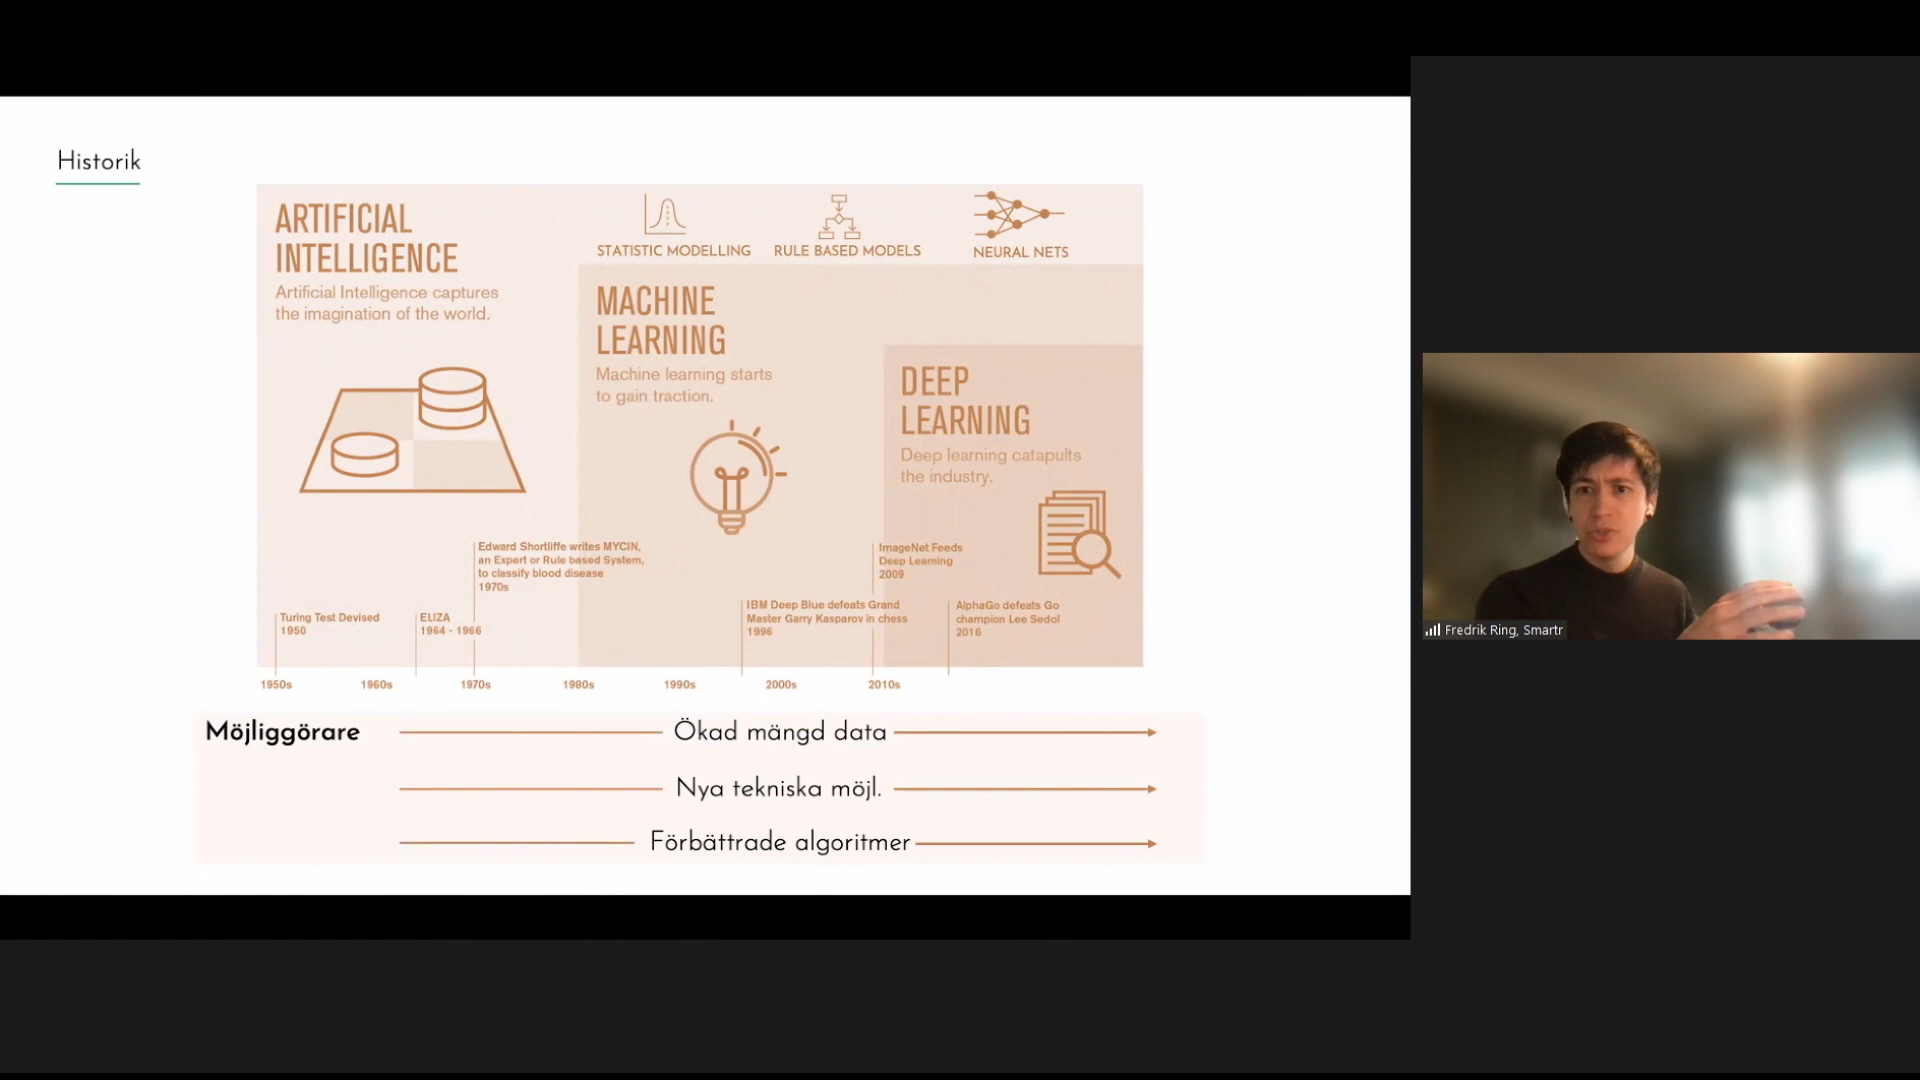 Historik
ARTIFICIAL
INTELLIGENCE
Artificial Intelligence captures
the imagination of the world.
STATISTIC MODELLING
RULE BASED MODELS
NEURAL NETS
MACHINE
LEARNING
Machine learning starts
to gain traction.
DEEP
LEARNING
Deep learning catapults
the industry.
Turing Test Devised
1950
ELIZA
1964 - 1966
Edward Shortliffe writes MYCIN,
an Expert or Rule based System,
to classify blood disease
1970s
IBM Deep Blue defeats Grand
Master Garry Kasparov in chess
1996
ImageNet Feeds
Deep Learning
2009
AlphaGo defeats Go
champion Lee Sedol
2016
1950s
1960s
1970s
1980s
1990s
2000s
2010s
Möjliggörare
Ökad mängd data
Nya tekniska möjl.
Förbättrade algoritmer
Fredrik Ring, Smartr